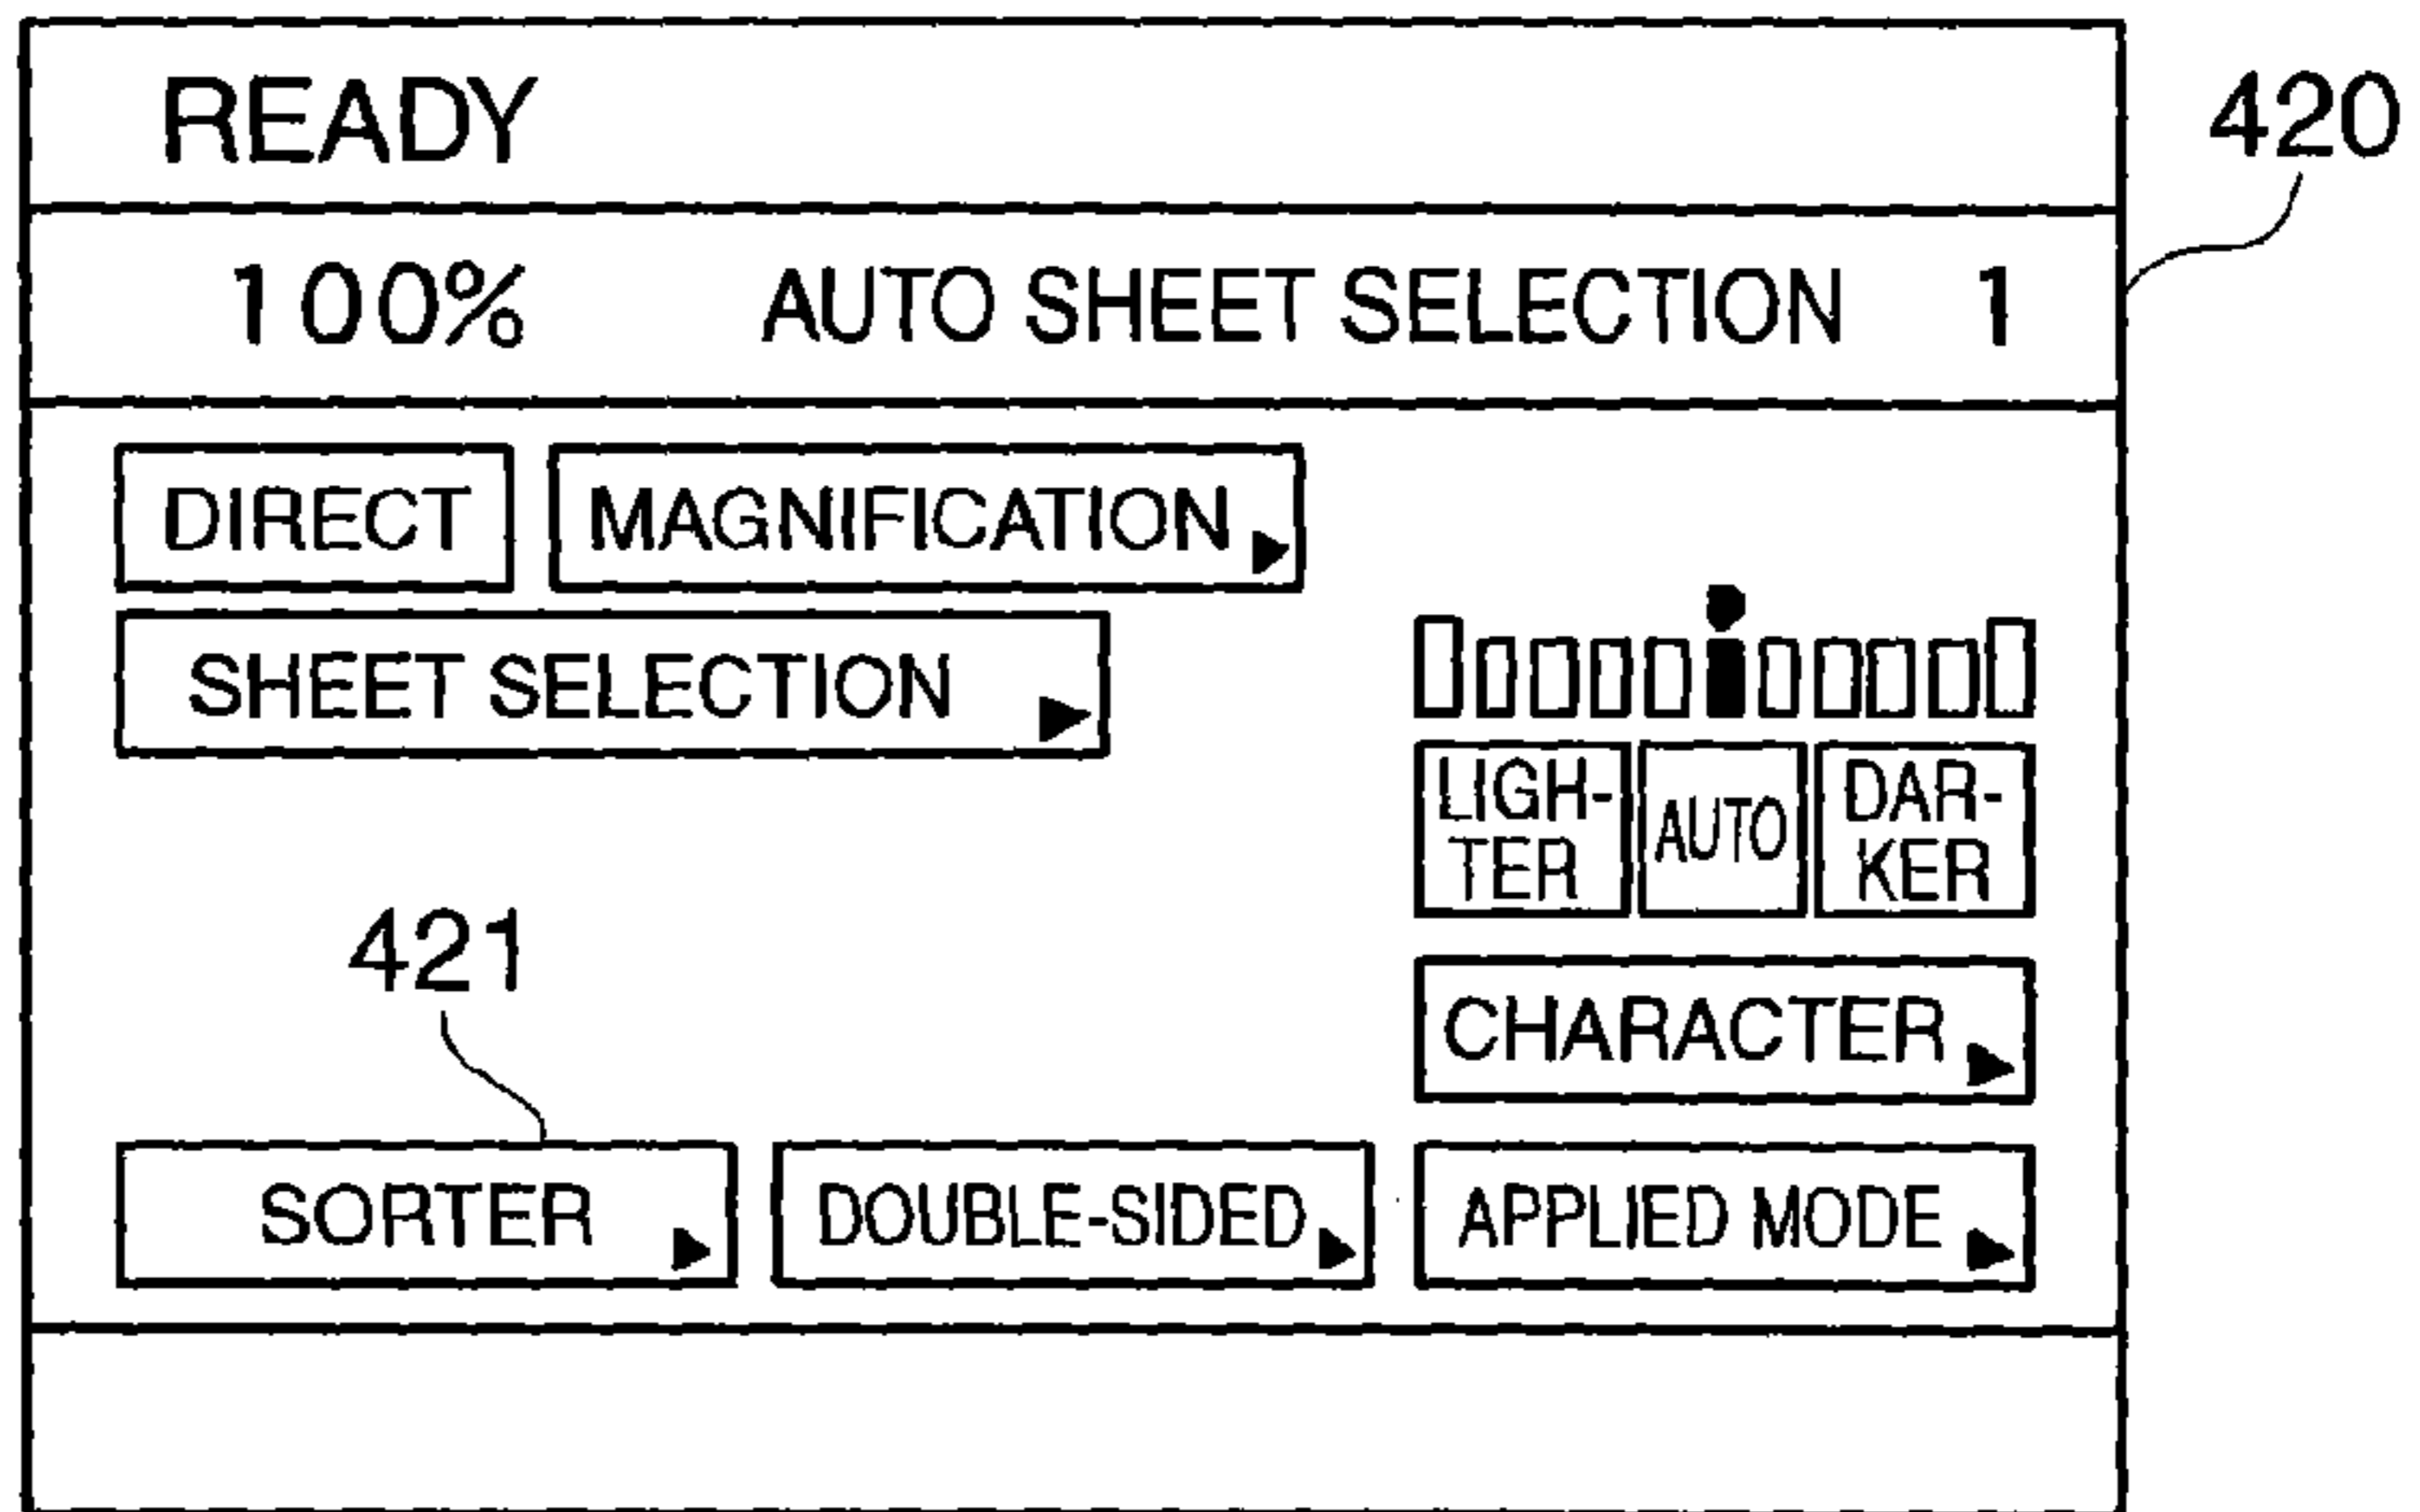 READY
420
100% AUTO SHEET SELECTION 1
DIRECT MAGNIFICATION
SHEET SELECTION
LIGH-
TER
AUTO
DAR-
KER
421
CHARACTER
SORTER DOUBLE-SIDED APPLIED MODE